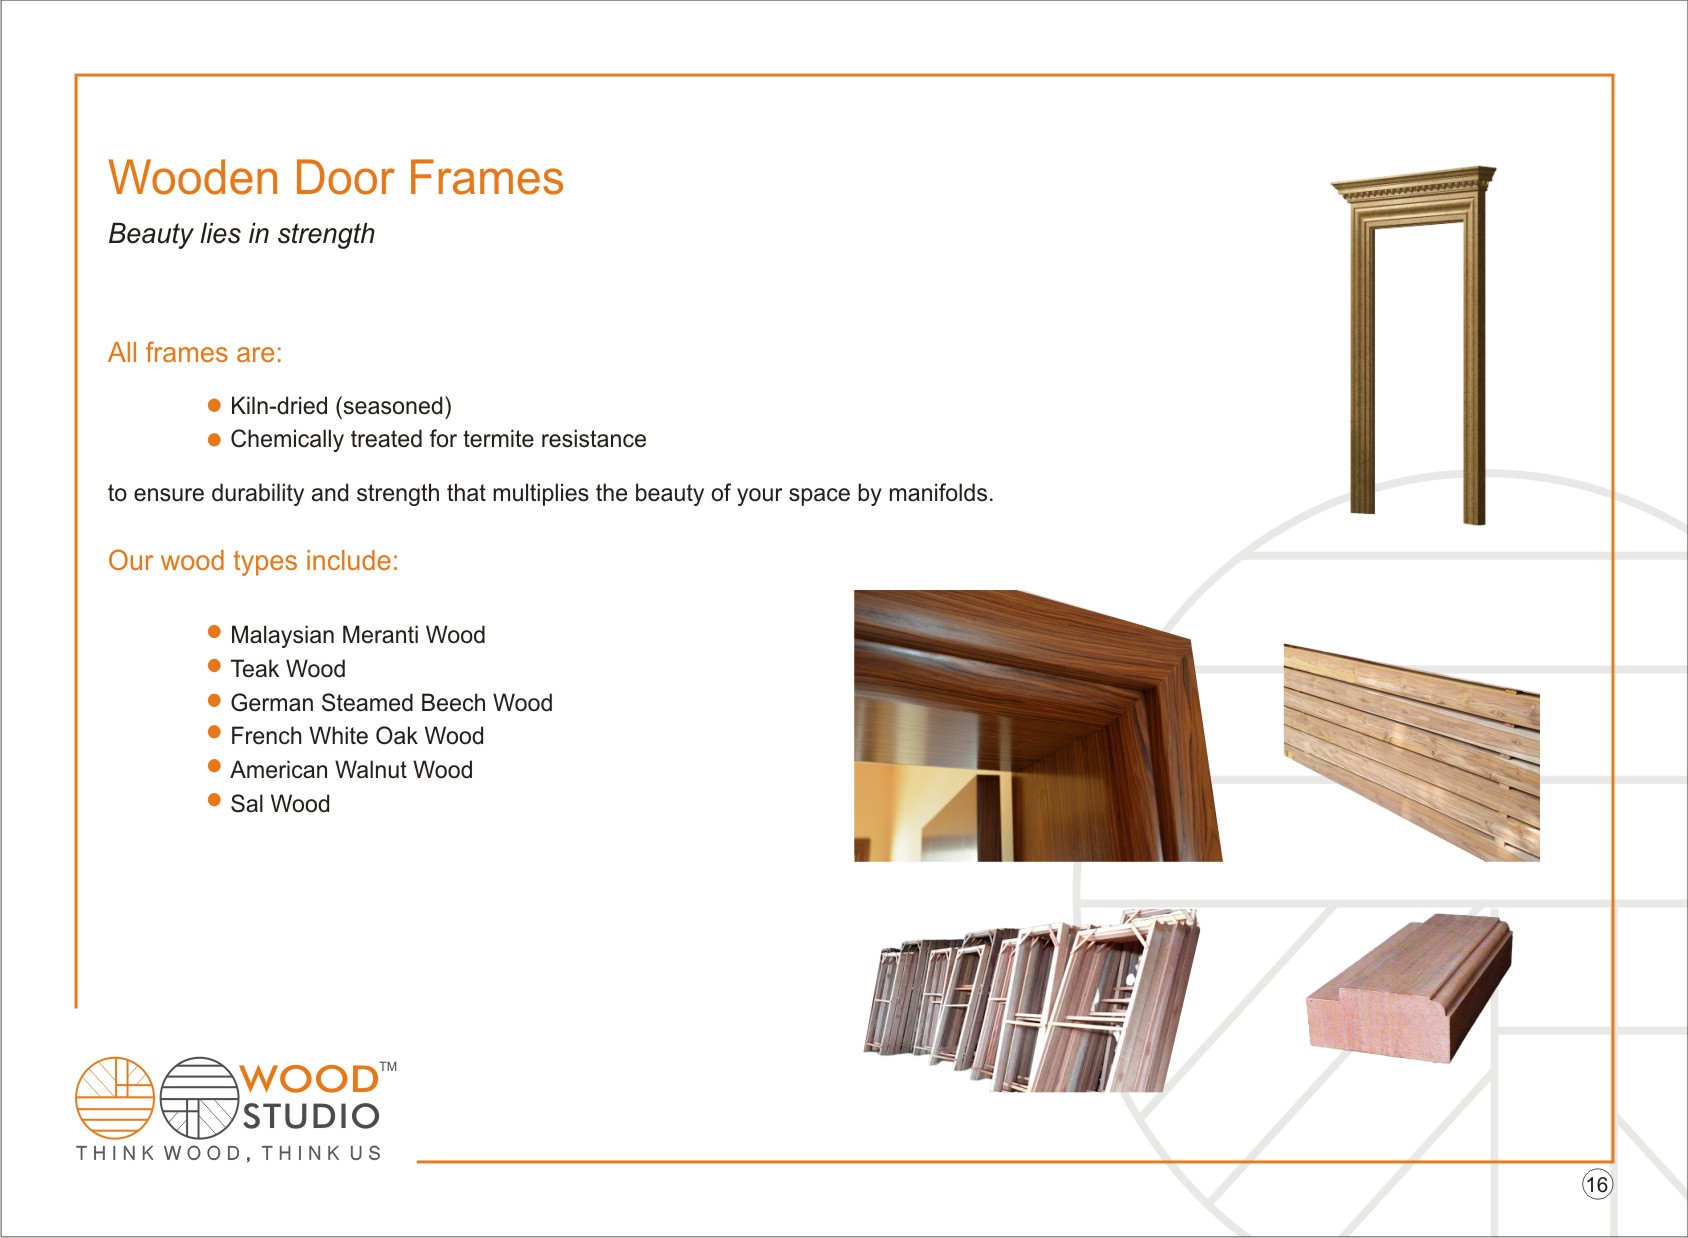 Wooden Door Frames
Beauty lies in strength
All frames are:
Kiln-dried (seasoned)
Chemically treated for termite resistance
to ensure durability and strength that multiplies the beauty of your space by manifolds.
Our wood types include:
Malaysian Meranti Wood
Teak Wood
German Steamed Beech Wood
French White Oak Wood
American Walnut Wood
Sal Wood
WOOD™
STUDIO
THINK WOOD, THINK US
16